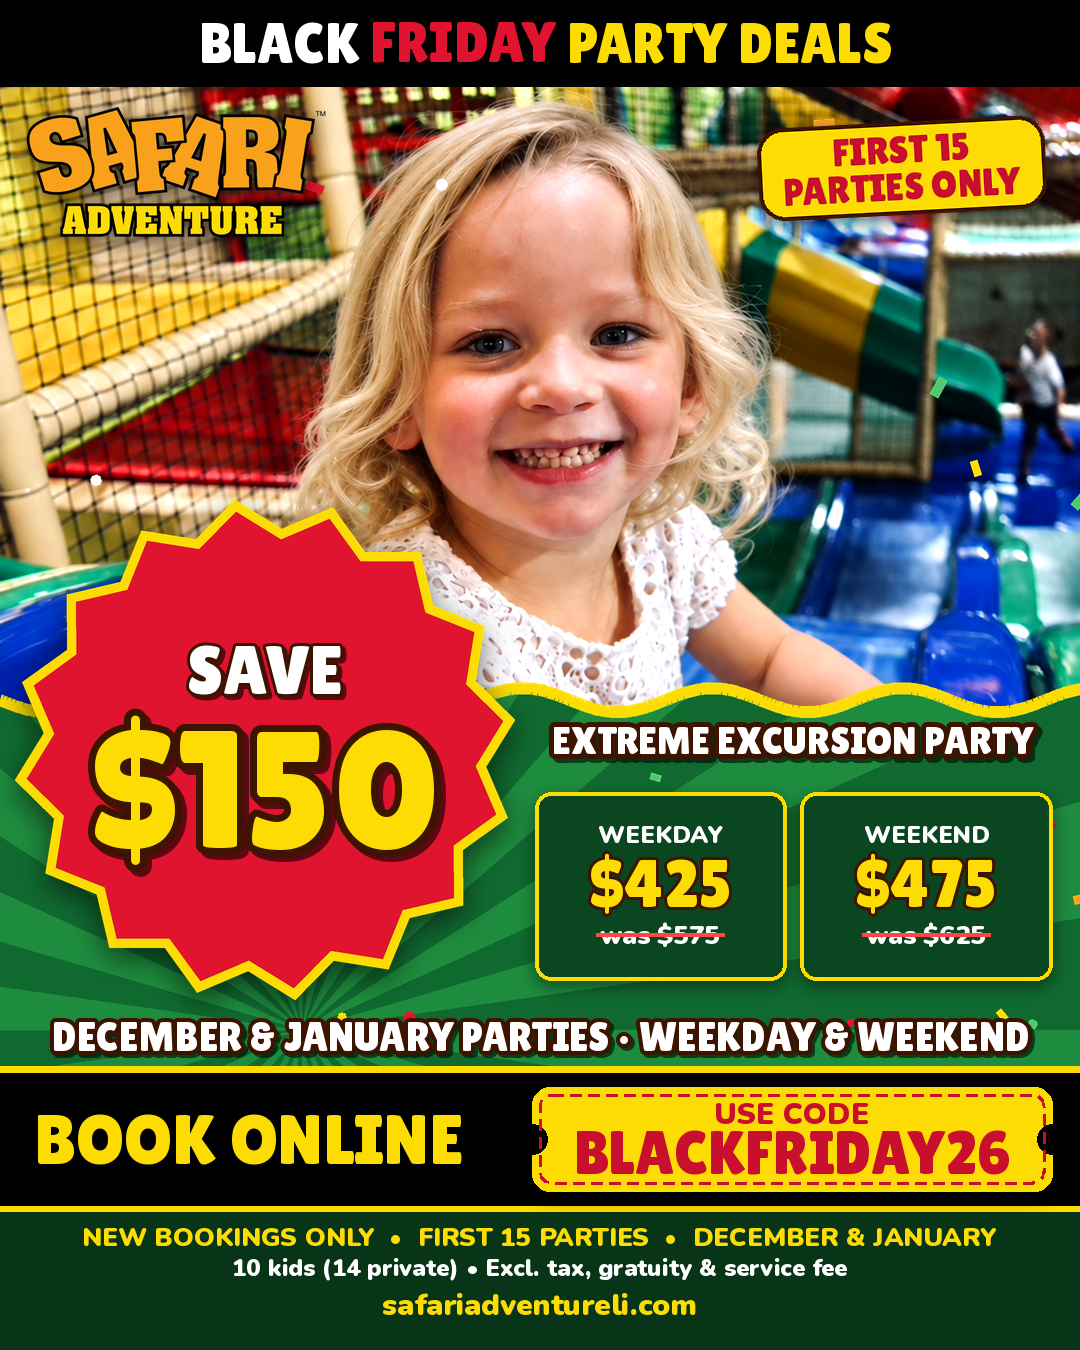 BLACK FRIDAY PARTY DEALS
SAFARI™
ADVENTURE
FIRST 15
PARTIES ONLY
SAVE
$150
EXTREME EXCURSION PARTY
WEEKDAY
$425
was $575
WEEKEND
$475
was $625
DECEMBER & JANUARY PARTIES • WEEKDAY & WEEKEND
BOOK ONLINE
USE CODE
BLACKFRIDAY26
NEW BOOKINGS ONLY • FIRST 15 PARTIES • DECEMBER & JANUARY
10 kids (14 private) • Excl. tax, gratuity & service fee
safariadventureli.com